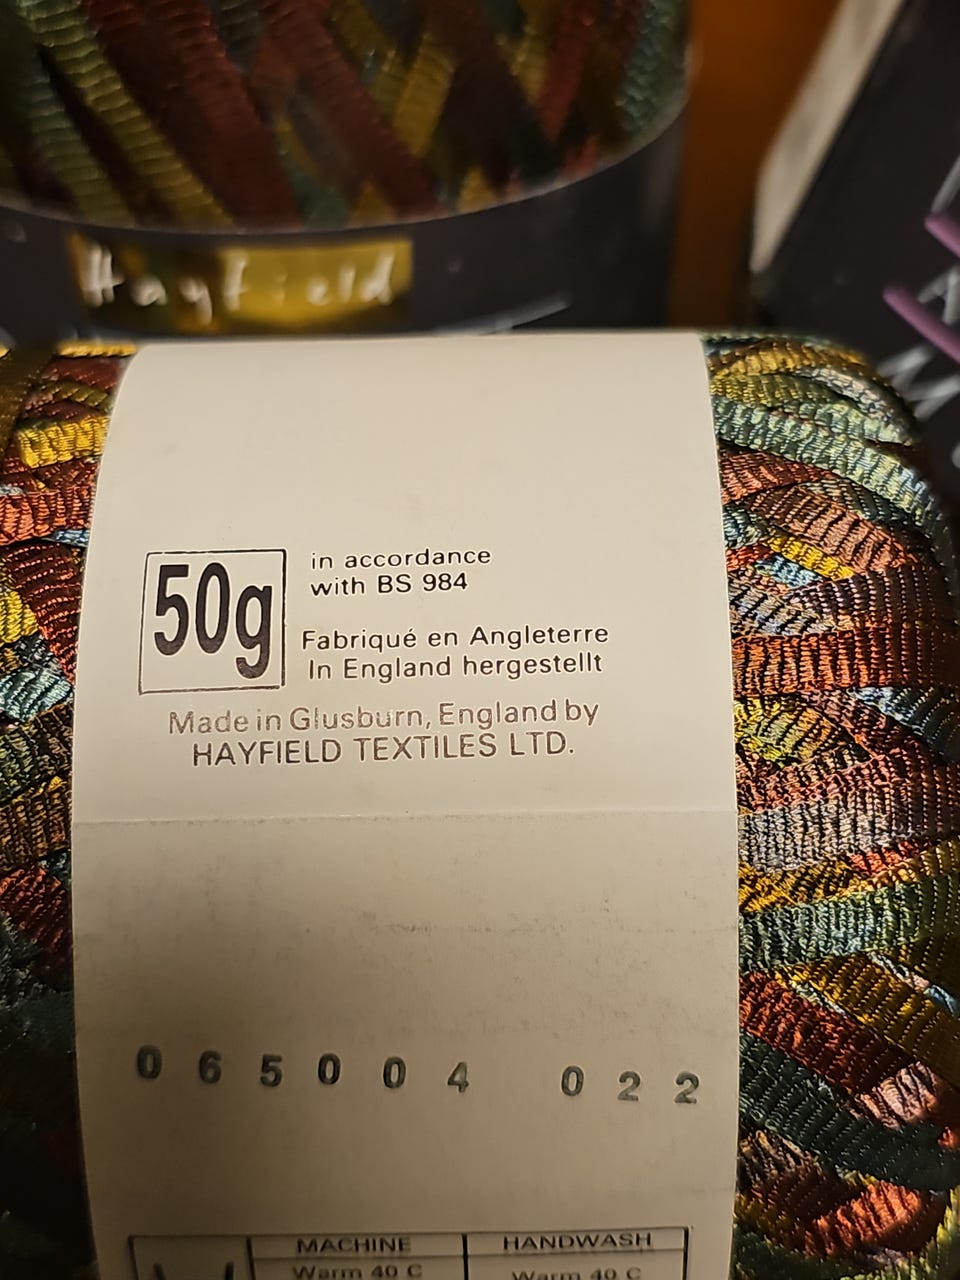 Hayfield
50g
in accordance
with BS 984
Fabriqué en Angleterre
In England hergestellt
Made in Glusburn, England by
HAYFIELD TEXTILES LTD.
065004 022
MACHINE HANDWASH
Warm 40 C Warm 40 C